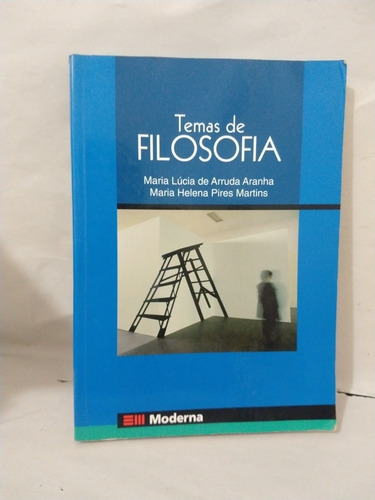 Temas de
FILOSOFIA
Maria Lúcia de Arruda Aranha
Maria Helena Pires Martins
Moderna